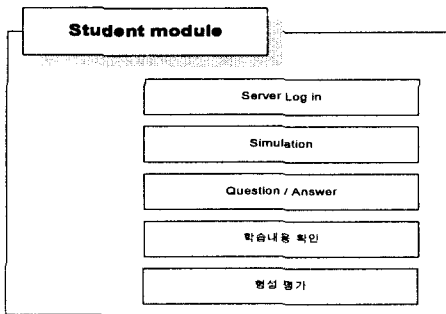 Student module
Server Log in
Simulation
Question / Answer
학습내용 확인
형성 평가